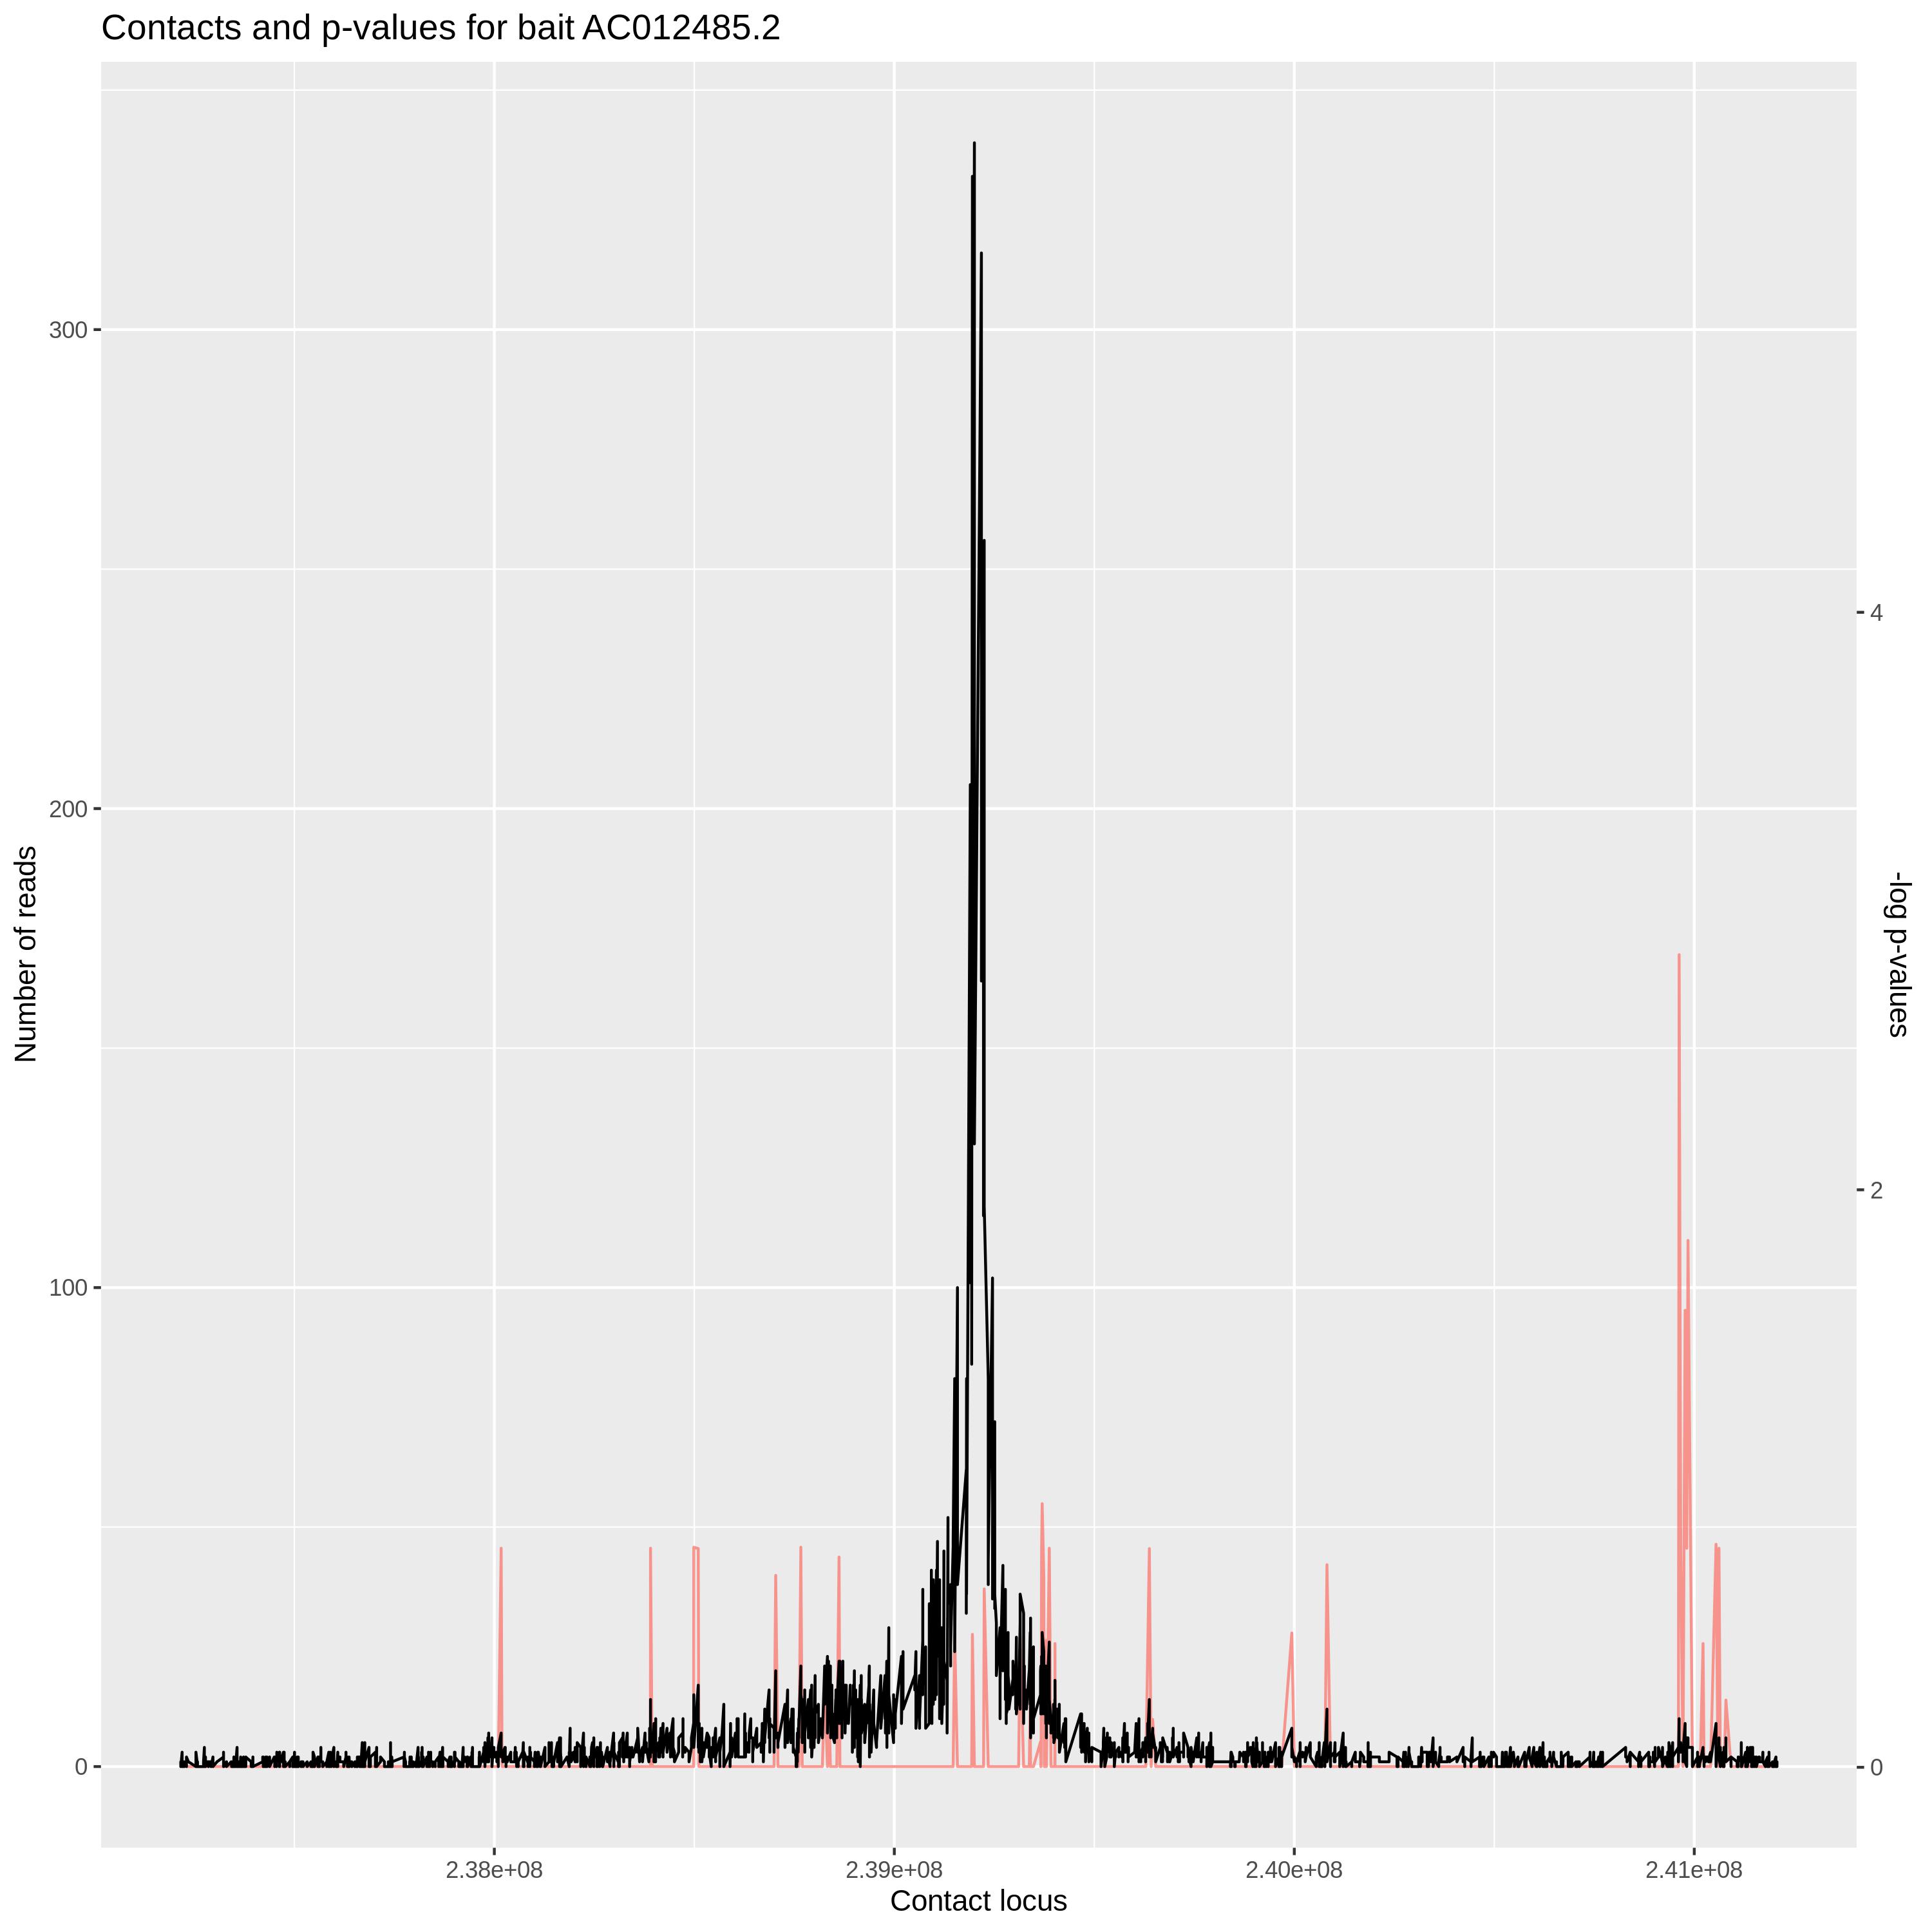 Contacts and p-values for bait AC012485.2
300
200
100
0
Number of reads
4
2
0
-log p-values
2.38e+08
2.39e+08
2.40e+08
2.41e+08
Contact locus